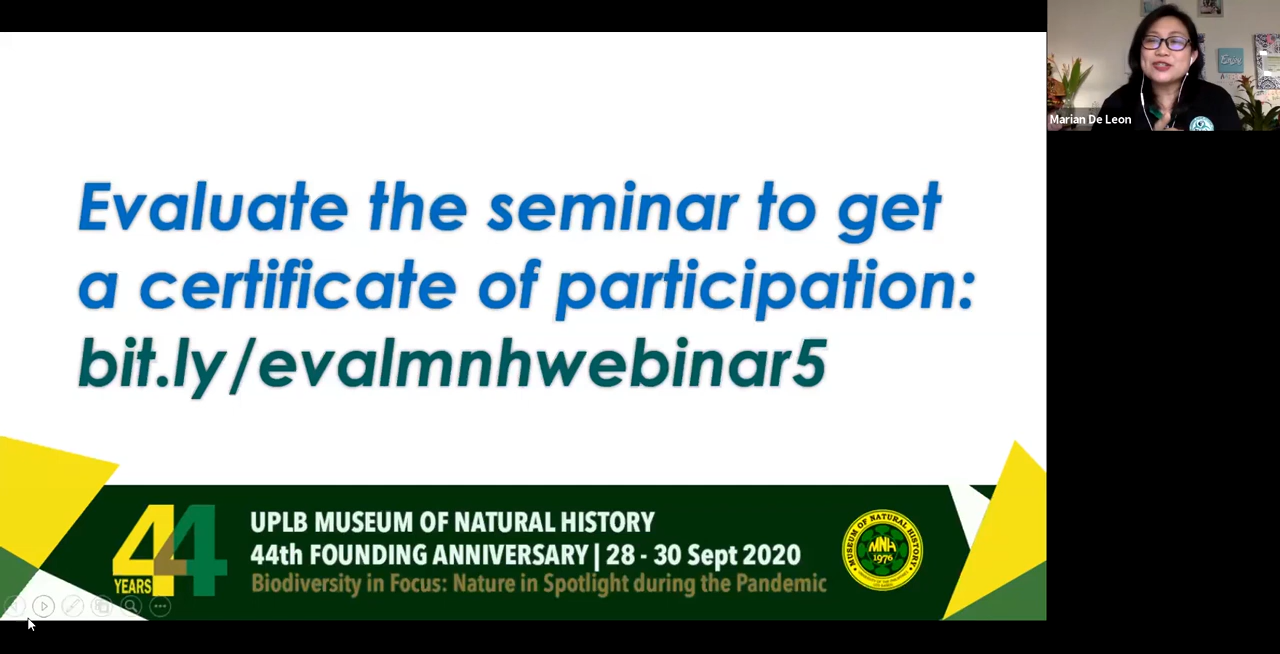 Evaluate the seminar to get
a certificate of participation:
bit.ly/evalmnhwebinar5
44
YEARS
UPLB MUSEUM OF NATURAL HISTORY
44th FOUNDING ANNIVERSARY | 28 - 30 Sept 2020
Biodiversity in Focus: Nature in Spotlight during the Pandemic
MUSEUM OF NATURAL HISTORY
MNH
1976
Enjoy
Marian De Leon